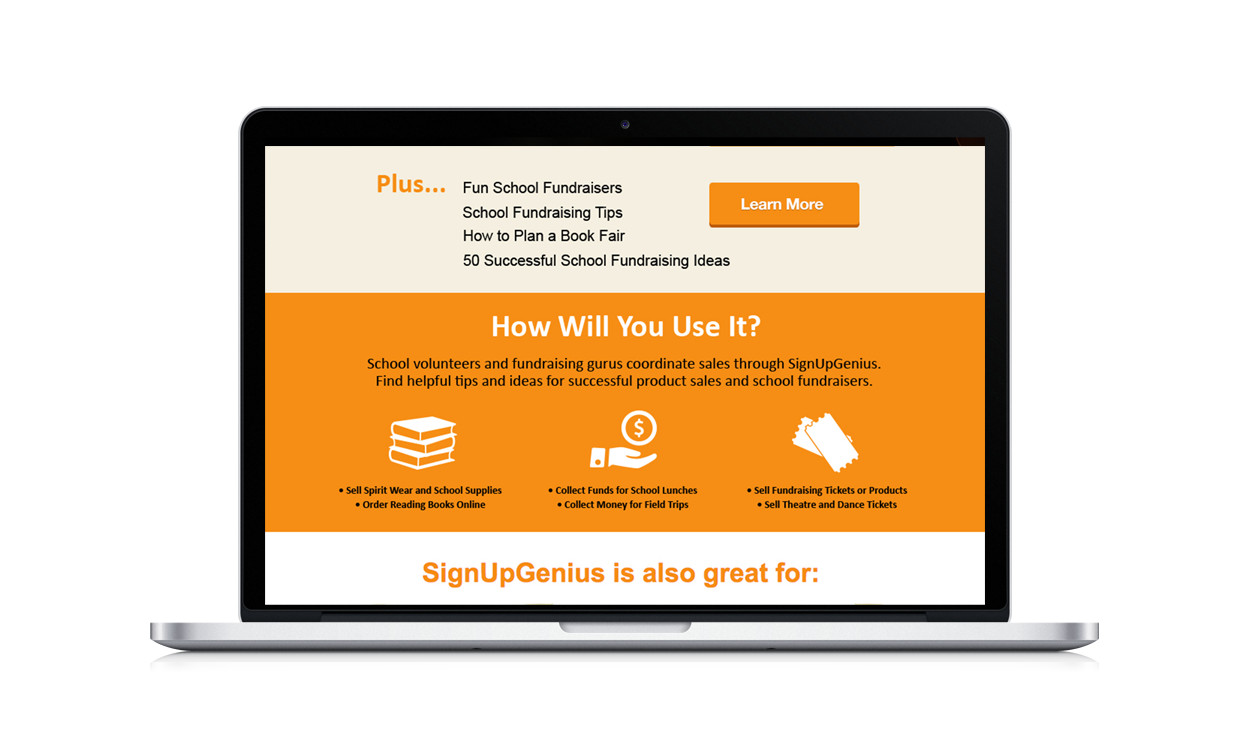 Plus...
Fun School Fundraisers
School Fundraising Tips
How to Plan a Book Fair
50 Successful School Fundraising Ideas
Learn More
How Will You Use It?
School volunteers and fundraising gurus coordinate sales through SignUpGenius.
Find helpful tips and ideas for successful product sales and school fundraisers.
$
• Sell Spirit Wear and School Supplies
• Order Reading Books Online
• Collect Funds for School Lunches
• Collect Money for Field Trips
• Sell Fundraising Tickets or Products
• Sell Theatre and Dance Tickets
SignUpGenius is also great for: